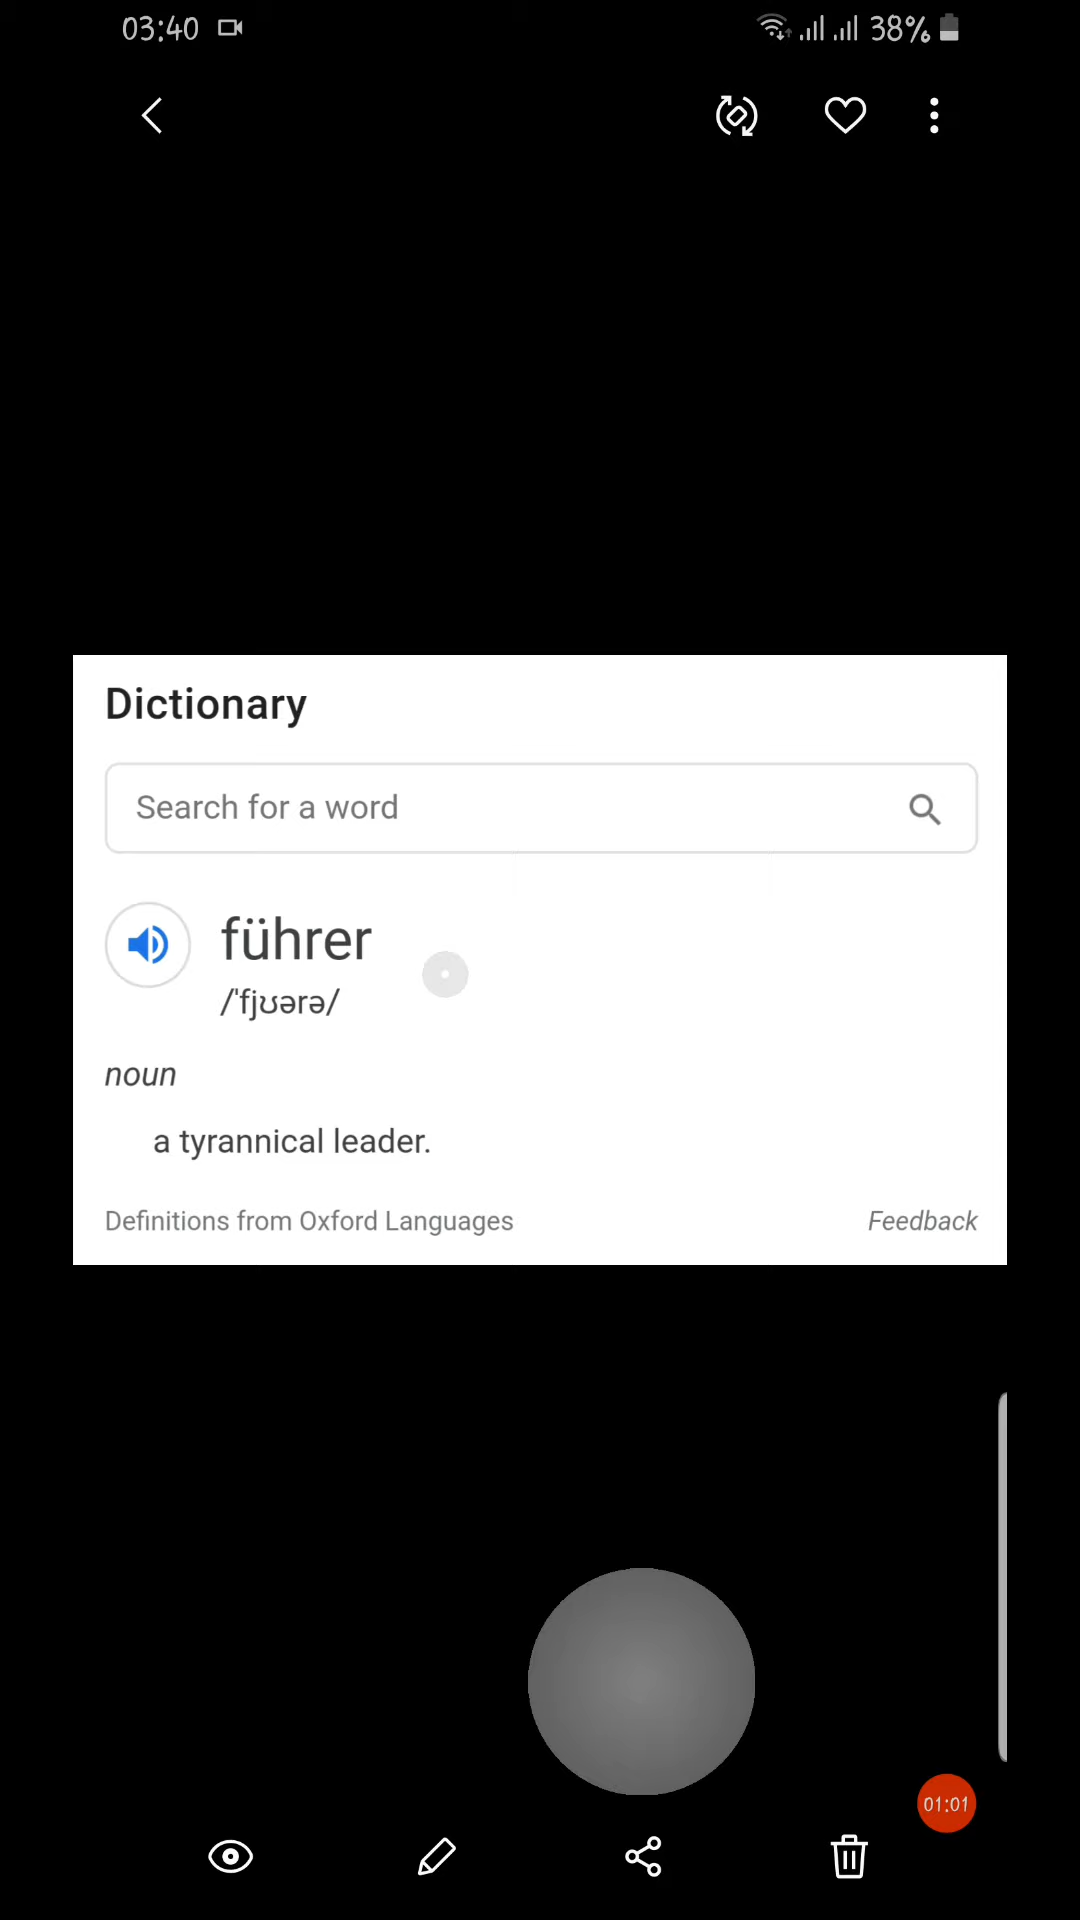 03:40 38%
Dictionary
Search for a word
führer
/ˈfjʊərə/
noun
a tyrannical leader.
Definitions from Oxford Languages Feedback
01:01